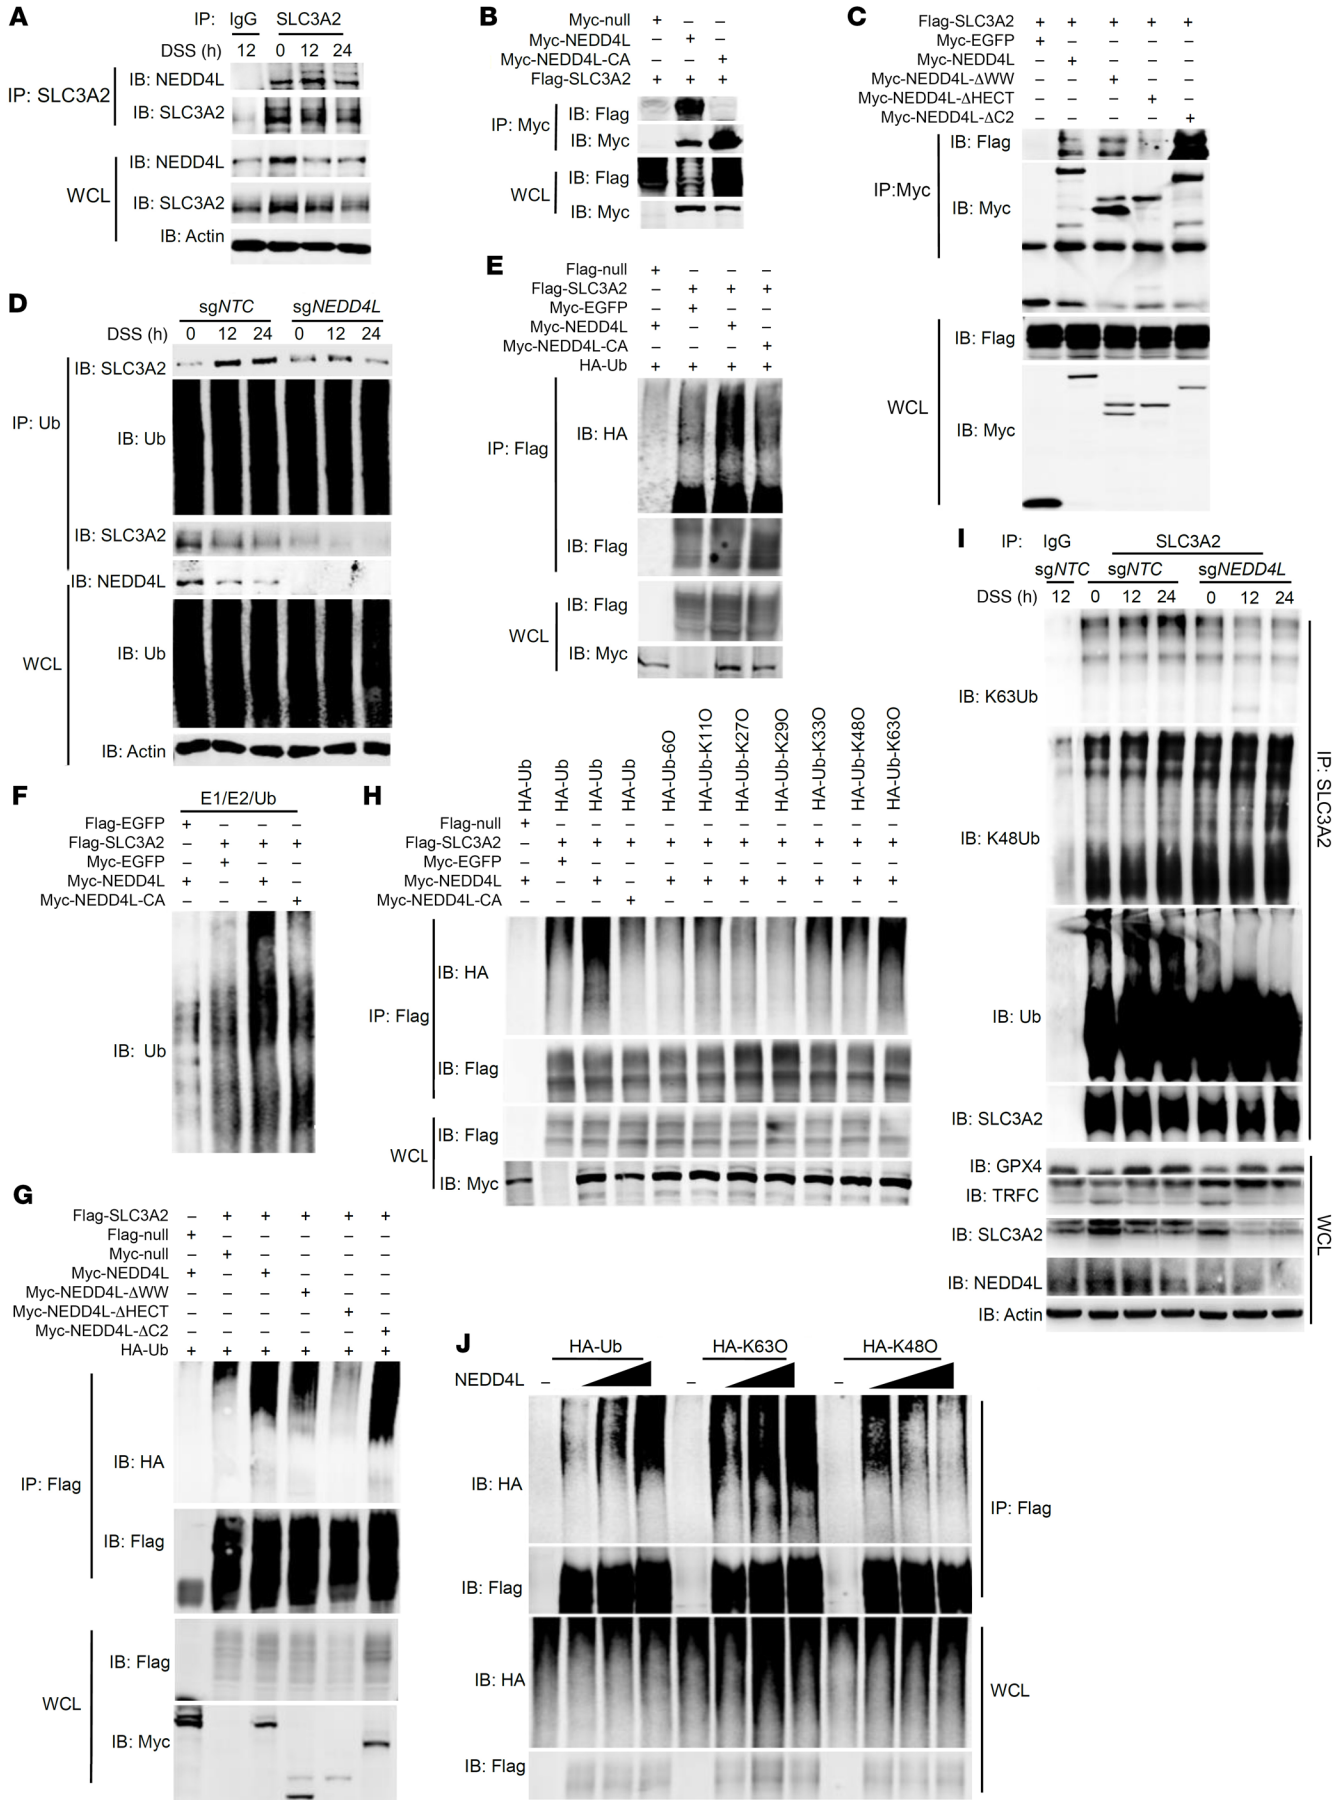 A
IP: IgG SLC3A2
DSS (h) 12 0 12 24
IP: SLC3A2
IB: NEDD4L
IB: SLC3A2
WCL
IB: NEDD4L
IB: SLC3A2
IB: Actin
B
Myc-null + – –
Myc-NEDD4L – + –
Myc-NEDD4L-CA – – +
Flag-SLC3A2 + + +
IP: Myc
IB: Flag
IB: Myc
WCL
IB: Flag
IB: Myc
C
Flag-SLC3A2 + + + + +
Myc-EGFP + – – – –
Myc-NEDD4L – + – – –
Myc-NEDD4L-ΔWW – – + – –
Myc-NEDD4L-ΔHECT – – – + –
Myc-NEDD4L-ΔC2 – – – – +
IP:Myc
IB: Flag
IB: Myc
WCL
IB: Flag
IB: Myc
D
sgNTC sgNEDD4L
DSS (h) 0 12 24 0 12 24
IP: Ub
IB: SLC3A2
IB: Ub
IB: SLC3A2
WCL
IB: NEDD4L
IB: Ub
IB: Actin
E
Flag-null + – – –
Flag-SLC3A2 – + + +
Myc-EGFP – + – –
Myc-NEDD4L + – + –
Myc-NEDD4L-CA – – – +
HA-Ub + + + +
IP: Flag
IB: HA
IB: Flag
WCL
IB: Flag
IB: Myc
F
E1/E2/Ub
Flag-EGFP + – – –
Flag-SLC3A2 – + + +
Myc-EGFP – + – –
Myc-NEDD4L + – + –
Myc-NEDD4L-CA – – – +
IB: Ub
G
Flag-SLC3A2 – + + + + +
Flag-null + – – – – –
Myc-null – + – – – –
Myc-NEDD4L + – + – – –
Myc-NEDD4L-ΔWW – – – + – –
Myc-NEDD4L-ΔHECT – – – – + –
Myc-NEDD4L-ΔC2 – – – – – +
HA-Ub + + + + + +
IP: Flag
IB: HA
IB: Flag
WCL
IB: Flag
IB: Myc
H
HA-Ub HA-Ub HA-Ub HA-Ub HA-Ub-6O HA-Ub-K11O HA-Ub-K27O HA-Ub-K29O HA-Ub-K33O HA-Ub-K48O HA-Ub-K63O
Flag-null + – – – – – – – – – –
Flag-SLC3A2 – + + + + + + + + + +
Myc-EGFP – + – – – – – – – – –
Myc-NEDD4L + – + – + + + + + + +
Myc-NEDD4L-CA – – – + – – – – – – –
IP: Flag
IB: HA
IB: Flag
WCL
IB: Flag
IB: Myc
I
IP: IgG SLC3A2
sgNTC sgNTC sgNEDD4L
DSS (h) 12 0 12 24 0 12 24
IB: K63Ub
IB: K48Ub
IB: Ub
IB: SLC3A2
IP: SLC3A2
IB: GPX4
IB: TRFC
IB: SLC3A2
IB: NEDD4L
IB: Actin
WCL
J
HA-Ub HA-K63O HA-K48O
NEDD4L – – –
IB: HA
IB: Flag
IP: Flag
IB: HA
IB: Flag
WCL